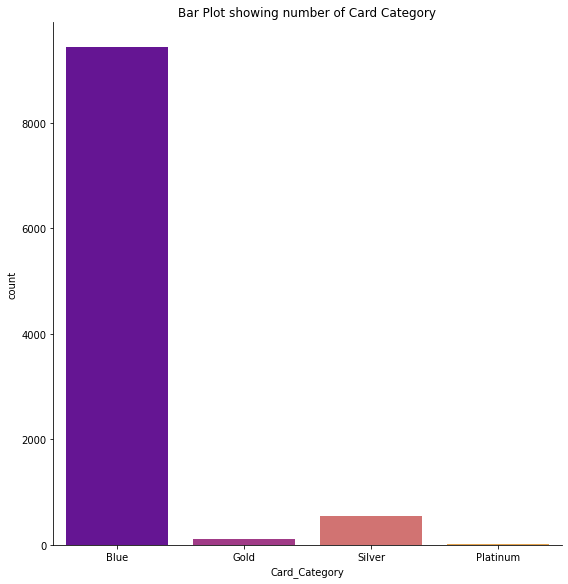 Bar Plot showing number of Card Category
8000
6000
4000
2000
0
count
Blue Gold Silver Platinum
Card_Category